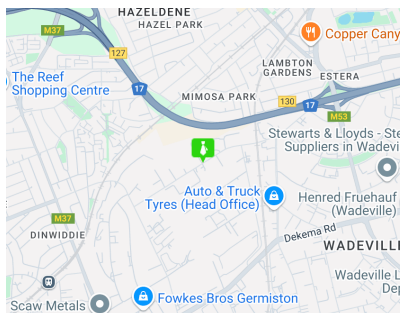 HAZELDENE
HAZEL PARK
M37
127
Copper Cany
LAMBTON
GARDENS
ESTERA
The Reef
Shopping Centre
17
MIMOSA PARK
130
17
M53
Stewarts & Lloyds - Ste
Suppliers in Wadevi
Auto & Truck
Tyres (Head Office)
Henred Fruehauf
(Wadeville)
M37
DINWIDDIE
Dekema Rd
WADEVILLE
Wadeville L
Depa
Scaw Metals
Fowkes Bros Germiston